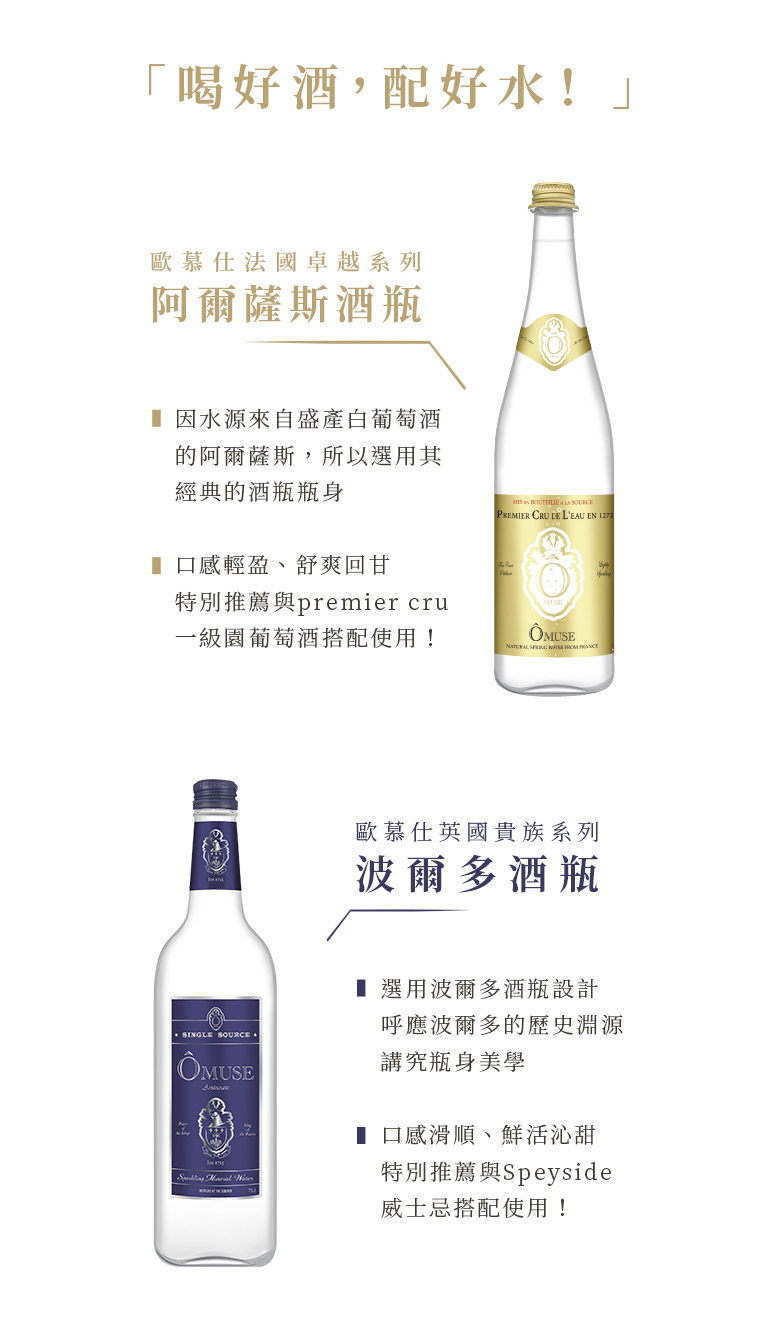 「喝好酒，配好水！」
歐慕仕法國卓越系列
阿爾薩斯酒瓶
因水源來自盛產白葡萄酒
的阿爾薩斯，所以選用其
經典的酒瓶瓶身
口感輕盈、舒爽回甘
特別推薦與premier cru
一級園葡萄酒搭配使用！
MIS EN BOUTEILLE A LA SOURCE
PREMIER CRU DE L'EAU EN 127
MUSE
ÔMUSE
NATURAL SPRING WATER FROM FRANCE
歐慕仕英國貴族系列
波爾多酒瓶
選用波爾多酒瓶設計
呼應波爾多的歷史淵源
講究瓶身美學
口感滑順、鮮活沁甜
特別推薦與Speyside
威士忌搭配使用！
SINGLE SOURCE
ÔMUSE
Sparkling Mineral Water